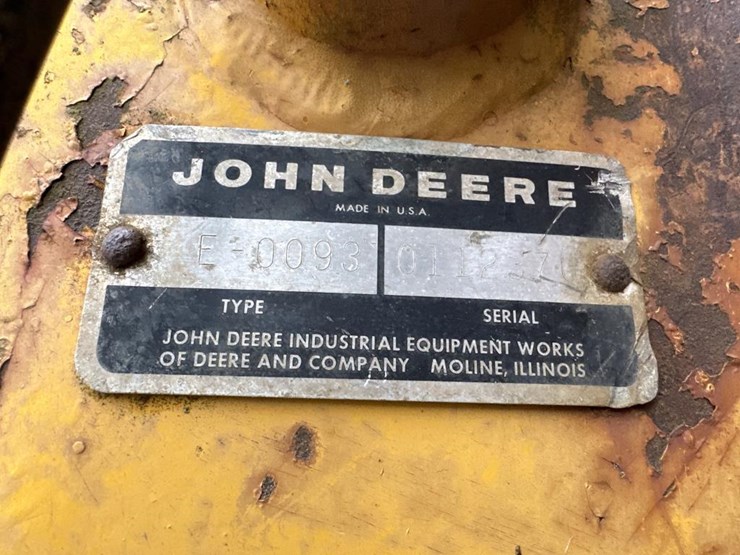 JOHN DEERE
MADE IN U.S.A.
E-0093
TYPE SERIAL
JOHN DEERE INDUSTRIAL EQUIPMENT WORKS
OF DEERE AND COMPANY MOLINE, ILLINOIS